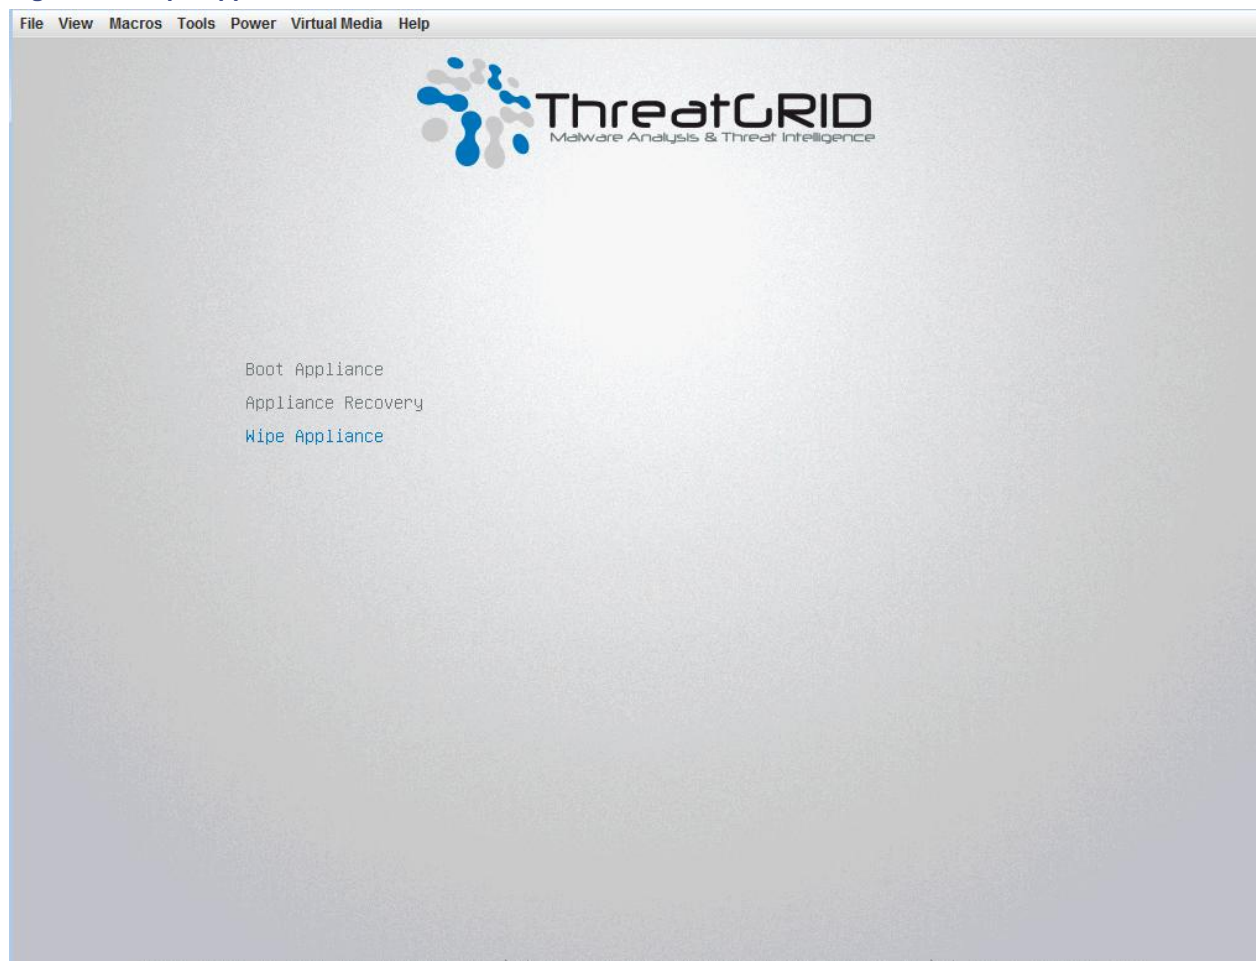 File View Macros Tools Power Virtual Media Help
ThreatGRID
Malware Analysis & Threat Intelligence
Boot Appliance
Appliance Recovery
Wipe Appliance